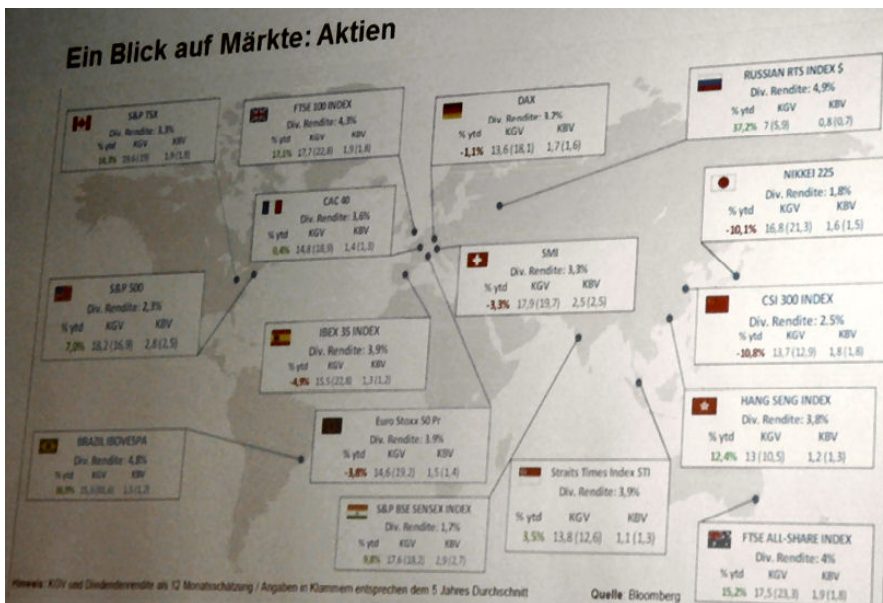 Ein Blick auf Märkte: Aktien
S&P TSX
Div. Rendite: 3,3%
% ytd KGV KBV
1,9(1,8)
FTSE 100 INDEX
Div. Rendite: 4,3%
% ytd KGV KBV
17,7(22,8) 1,9(1,8)
DAX
Div. Rendite: 3.7%
% ytd KGV KBV
-1,1% 13,6(18,1) 1,7(1,6)
RUSSIAN RTS INDEX $
Div. Rendite: 4,9%
% ytd KGV KBV
37,2% 7(5,9) 0,8(0,7)
CAC 40
Div. Rendite: 3,6%
% ytd KGV KBV
0,4% 14,8(18,9) 1,4(1,3)
NIKKEI 225
Div. Rendite: 1,8%
% ytd KGV KBV
-10,1% 16,8(21,3) 1,6(1,5)
SMI
Div. Rendite: 3,3%
% ytd KGV KBV
-3,3% 17,9(19,7) 2,5(2,5)
S&P 500
Div. Rendite: 2,3%
% ytd KGV KBV
7,0% 18,2(16,9) 2,8(2,5)
CSI 300 INDEX
Div. Rendite: 2.5%
% ytd KGV KBV
-10,8% 13,7(12,9) 1,8(1,8)
IBEX 35 INDEX
Div. Rendite: 3,9%
% ytd KGV KBV
-4,9% 15,5(22,8) 1,3(1,2)
HANG SENG INDEX
Div. Rendite: 3,8%
% ytd KGV KBV
12,4% 13(10,5) 1,2(1,3)
Euro Stoxx 50 Pr
Div. Rendite: 3.9%
% ytd KGV KBV
-3,8% 14,6(19,2) 1,5(1,4)
BRAZIL IBOVESPA
Div. Rendite: 4,8%
% ytd KGV KBV
1,5(1,2)
Straits Times Index STI
Div. Rendite: 3,9%
% ytd KGV KBV
3,5% 13,8(12,6) 1,1(1,3)
S&P BSE SENSEX INDEX
Div. Rendite: 1,7%
% ytd KGV KBV
9,8% 17,6(18,2) 2,9(2,7)
FTSE ALL-SHARE INDEX
Div. Rendite: 4%
% ytd KGV KBV
15,2% 17,5(23,3) 1,9(1,8)
Hinweis: KGV und Dividendenrendite als 12 Monatsschätzung / Angaben in Klammern entsprechen dem 5 Jahres Durchschnitt
Quelle: Bloomberg